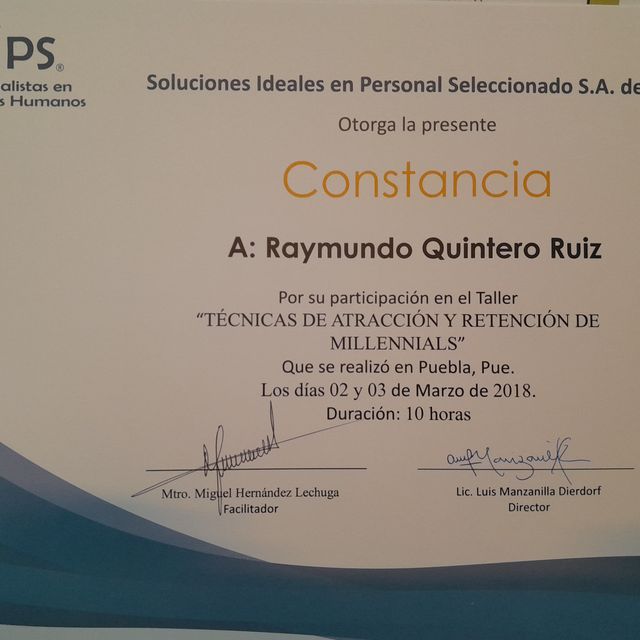 PS®
alistas en
s Humanos
Soluciones Ideales en Personal Seleccionado S.A. de
Otorga la presente
Constancia
A: Raymundo Quintero Ruiz
Por su participación en el Taller
“TÉCNICAS DE ATRACCIÓN Y RETENCIÓN DE
MILLENNIALS”
Que se realizó en Puebla, Pue.
Los días 02 y 03 de Marzo de 2018.
Duración: 10 horas
Mtro. Miguel Hernández Lechuga
Facilitador
Lic. Luis Manzanilla Dierdorf
Director